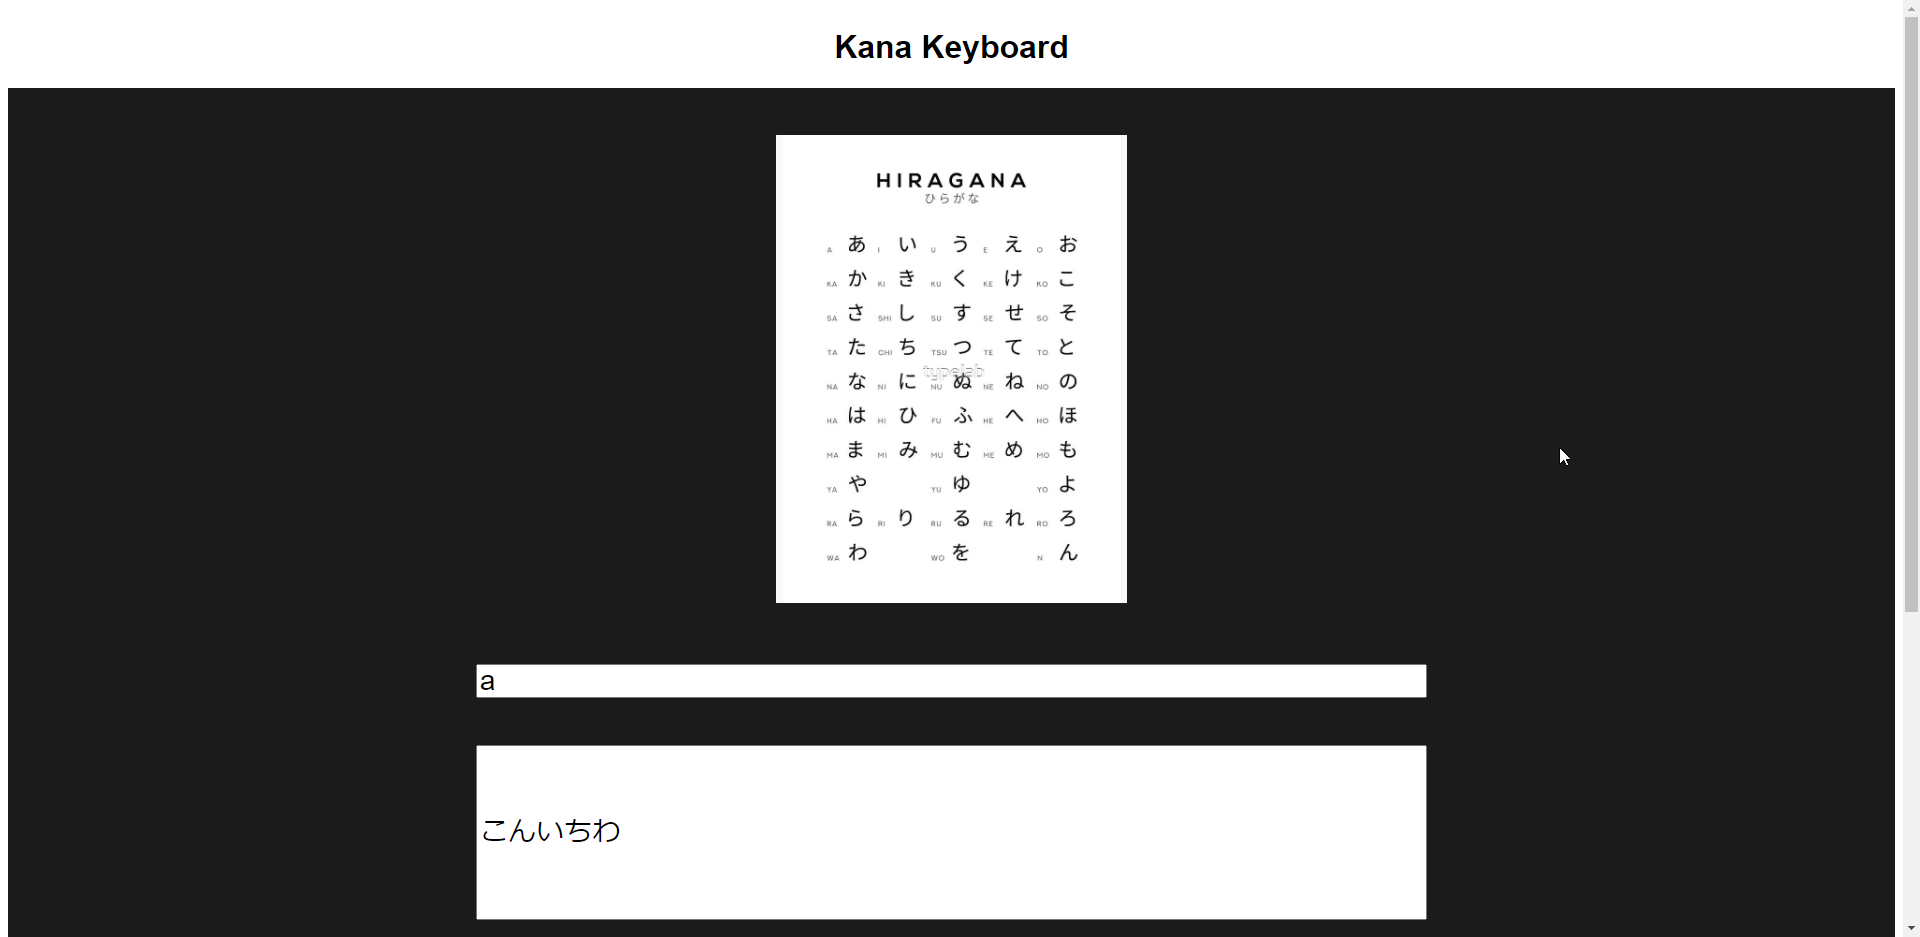 Kana Keyboard
HIRAGANA
ひらがな
A あ I い U う E え O お
KA か KI き KU く KE け KO こ
SA さ SHI し SU す SE せ SO そ
TA た CHI ち TSU つ TE て TO と
typelab
NA な NI に NU ぬ NE ね NO の
HA は HI ひ FU ふ HE へ HO ほ
MA ま MI み MU む ME め MO も
YA や YU ゆ YO よ
RA ら RI り RU る RE れ RO ろ
WA わ WO を N ん
a
こんいちわ